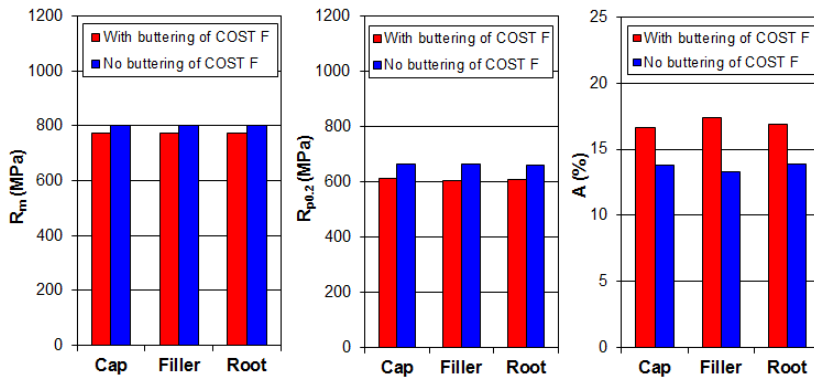 1200
1000
800
600
400
200
0
R_m (MPa)
With buttering of COST F
No buttering of COST F
Cap Filler Root
1200
1000
800
600
400
200
0
R_p0.2 (MPa)
With buttering of COST F
No buttering of COST F
Cap Filler Root
25
20
15
10
5
0
A (%)
With buttering of COST F
No buttering of COST F
Cap Filler Root